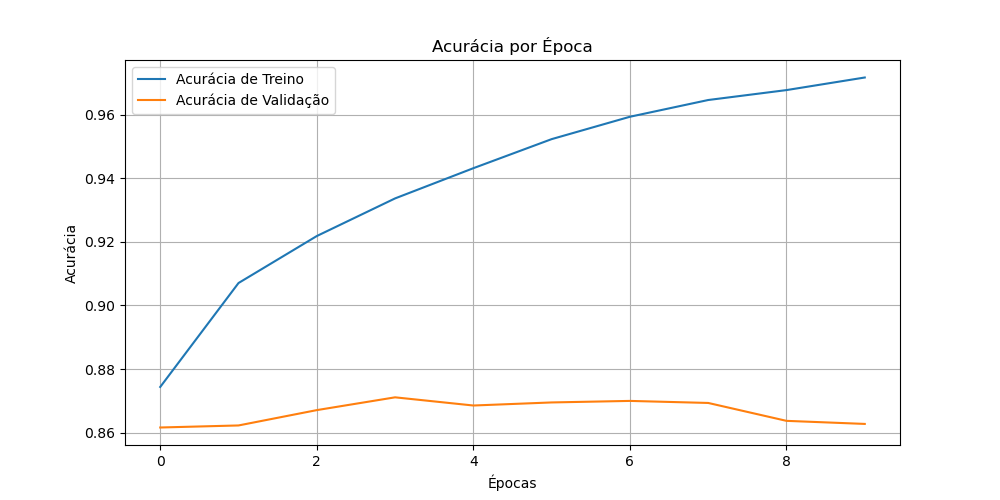 Acurácia por Época
Acurácia de Treino
Acurácia de Validação
Acurácia
0.96
0.94
0.92
0.90
0.88
0.86
0
2
4
6
8
Épocas